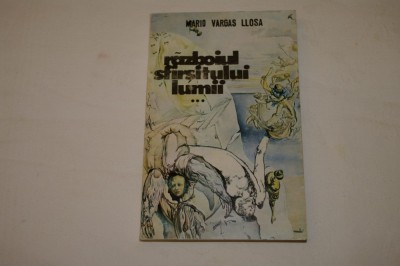 MARIO VARGAS LLOSA
războiul
sfîrşitului
lumii
***